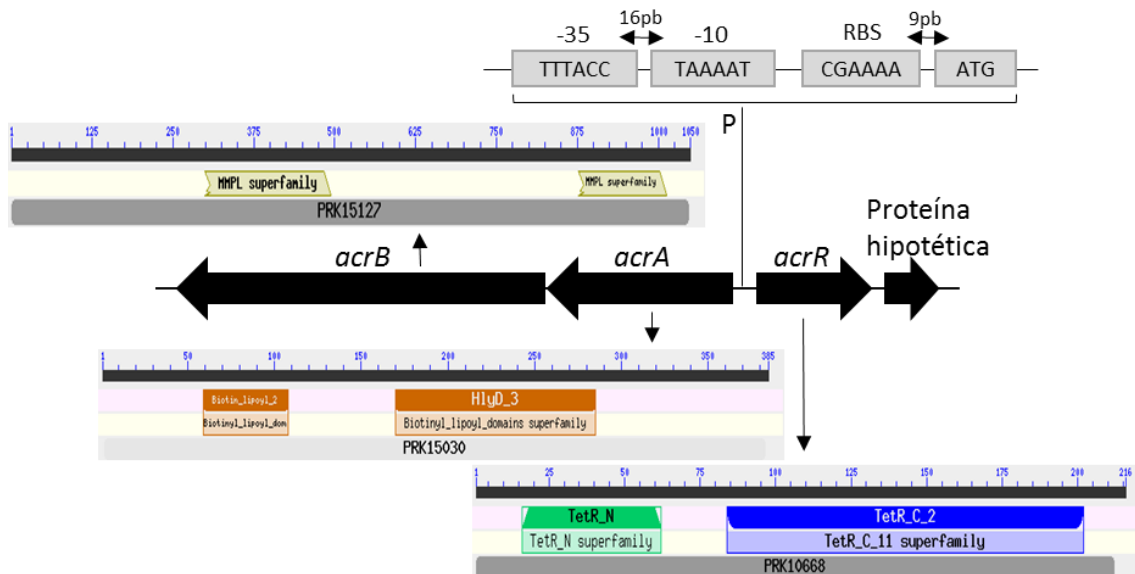 16pb 9pb
-35 -10 RBS
TTTACC TAAAAT CGAAAA ATG
P
1 125 250 375 500 625 750 875 1000 1050
MMPL superfamily MMPL superfamily
PRK15127
Proteína
hipotética
acrB acrA acrR
1 50 100 150 200 250 300 350 385
Biotin_lipoyl_2 HlyD_3
Biotinyl_lipoyl_dom Biotinyl_lipoyl_domains superfamily
PRK15030
1 25 50 75 100 125 150 175 200 216
TetR_N TetR_C_2
TetR_N superfamily TetR_C_11 superfamily
PRK10668